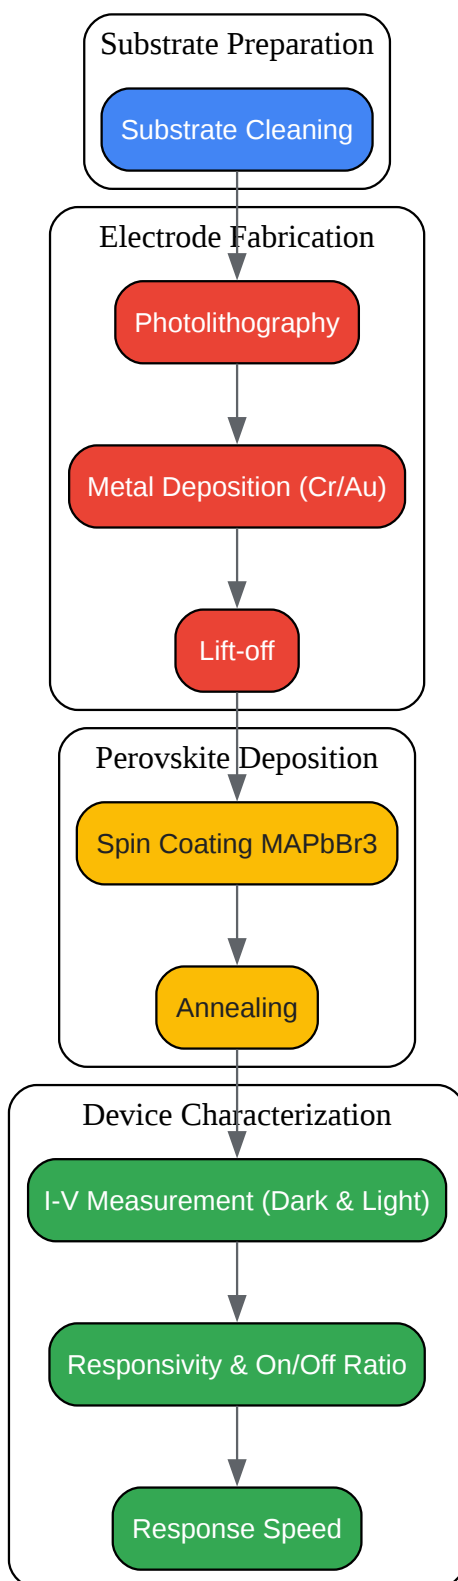 Substrate Preparation
Substrate Cleaning
Electrode Fabrication
Photolithography
Metal Deposition (Cr/Au)
Lift-off
Perovskite Deposition
Spin Coating MAPbBr3
Annealing
Device Characterization
I-V Measurement (Dark & Light)
Responsivity & On/Off Ratio
Response Speed